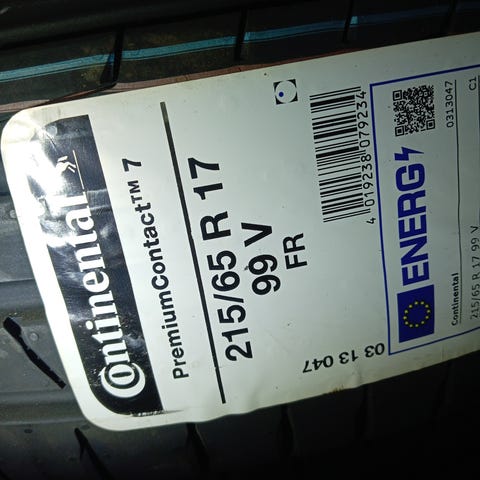 Continental
PremiumContact™ 7
215/65 R 17
99 V
FR
4 019238 079234
03 13 047
ENERG
0313047
C1
Continental
215/65 R 17 99 V